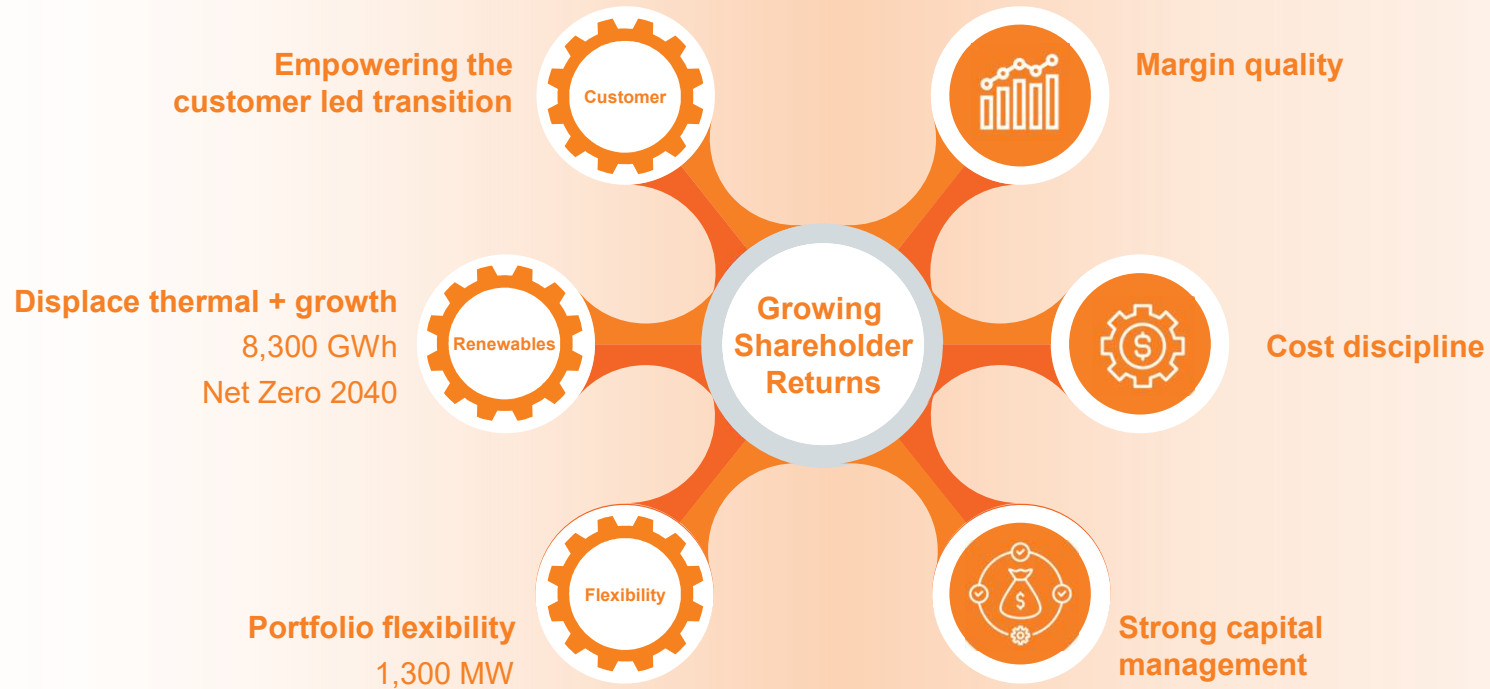 Empowering the
customer led transition
Customer
Margin quality
Displace thermal + growth
8,300 GWh
Net Zero 2040
Renewables
Growing
Shareholder
Returns
$
Cost discipline
Portfolio flexibility
1,300 MW
Flexibility
$
Strong capital
management